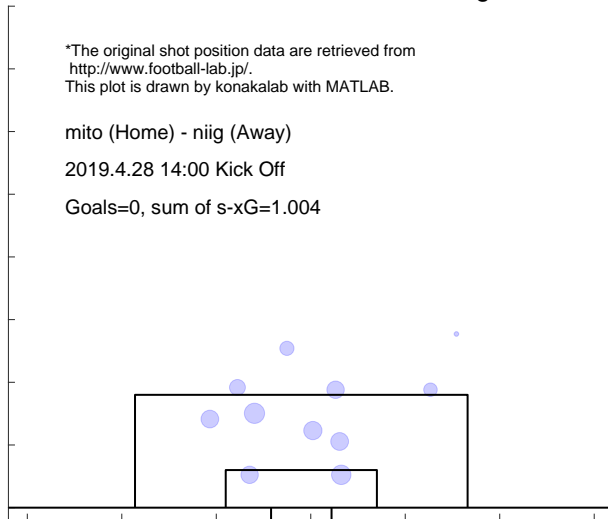 *The original shot position data are retrieved from
http://www.football-lab.jp/.
This plot is drawn by konakalab with MATLAB.
mito (Home) - niig (Away)
2019.4.28 14:00 Kick Off
Goals=0, sum of s-xG=1.004